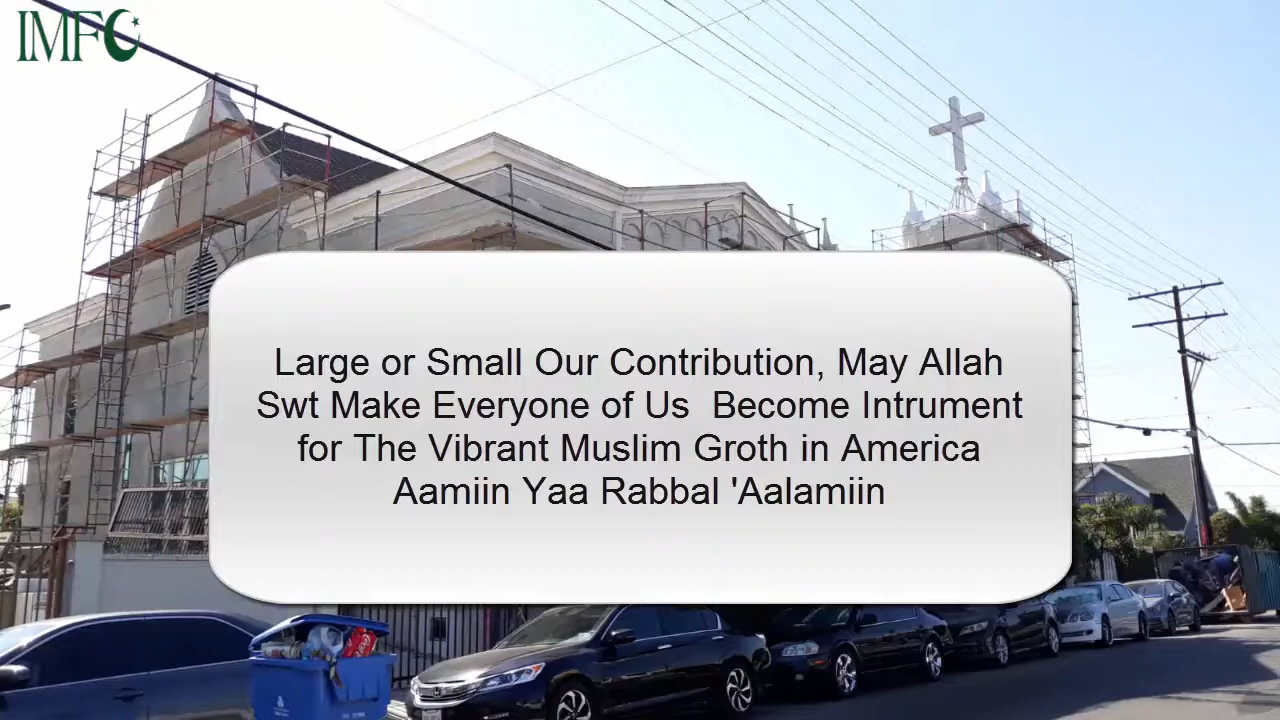 IMFC
Large or Small Our Contribution, May Allah
Swt Make Everyone of Us  Become Intrument
for The Vibrant Muslim Groth in America
Aamiin Yaa Rabbal 'Aalamiin